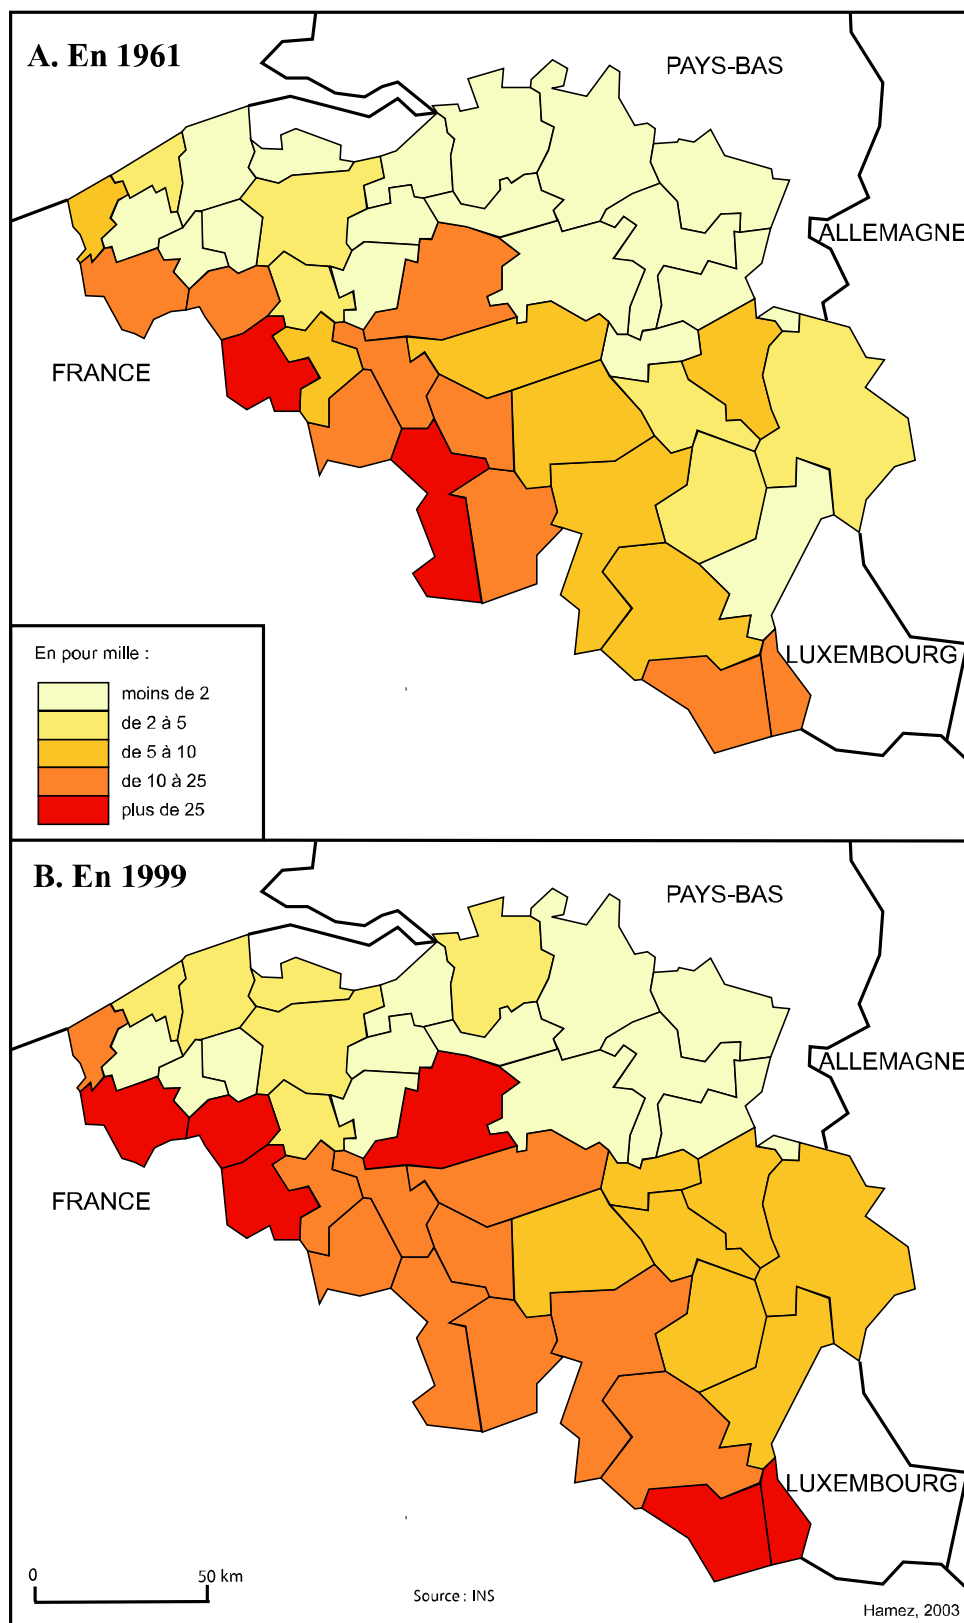 A. En 1961
PAYS-BAS
ALLEMAGNE
FRANCE
LUXEMBOURG
En pour mille :
moins de 2
de 2 à 5
de 5 à 10
de 10 à 25
plus de 25
B. En 1999
PAYS-BAS
ALLEMAGNE
FRANCE
LUXEMBOURG
0 50 km
Source : INS
Hamez, 2003